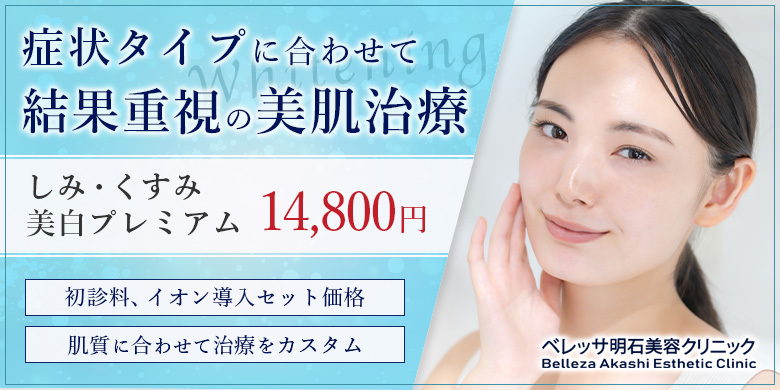 Whitening
症状タイプに合わせて
結果重視の美肌治療
しみ・くすみ
美白プレミアム 14,800円
初診料、イオン導入セット価格
肌質に合わせて治療をカスタム
ベレッサ明石美容クリニック
Belleza Akashi Esthetic Clinic